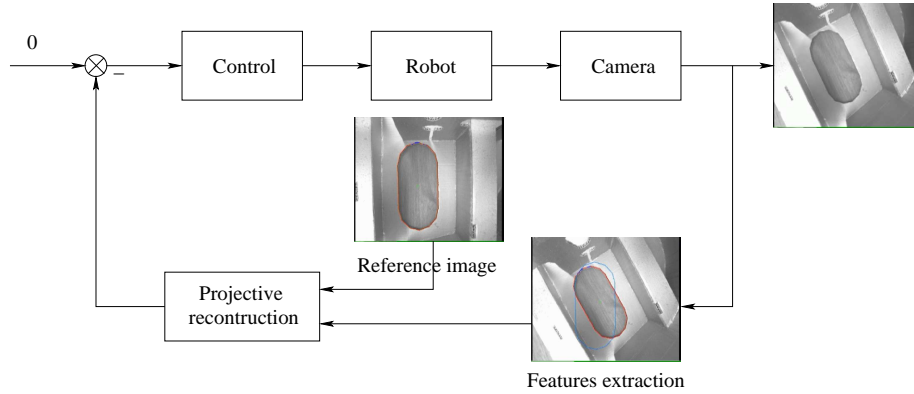 0
−
Control
Robot
Camera
Reference image
Projective
recontruction
Features extraction